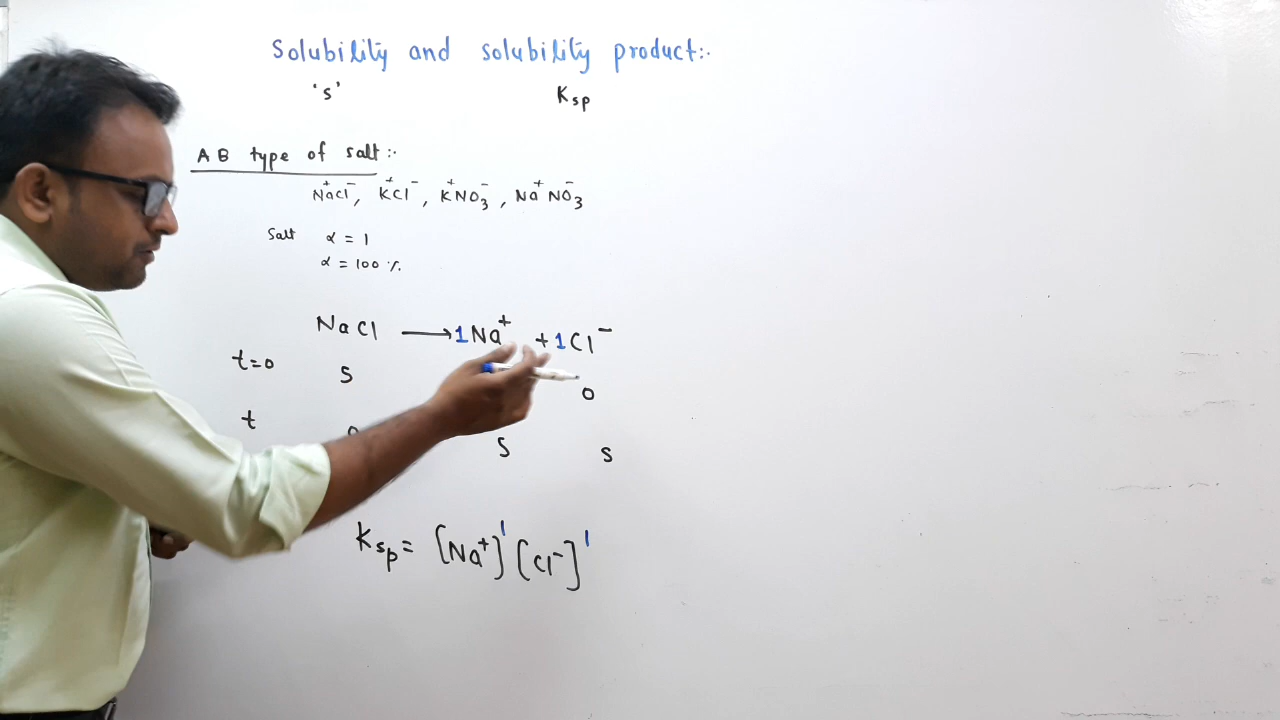 Solubility and solubility product:-
's' Ksp
AB type of salt:-
Na⁺Cl⁻, K⁺Cl⁻, K⁺NO₃⁻, Na⁺NO₃⁻
Salt α = 1
α = 100 %
NaCl ⟶ 1Na⁺ + 1Cl⁻
t=0 S 0
t 0 S S
Ksp = [Na⁺]¹ [Cl⁻]¹